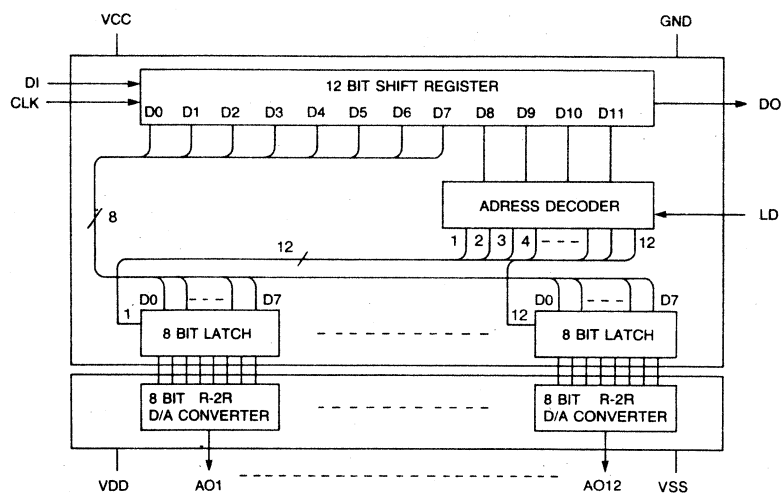 VCC GND
DI 12 BIT SHIFT REGISTER
CLK DO
D0 D1 D2 D3 D4 D5 D6 D7 D8 D9 D10 D11
8 ADRESS DECODER LD
1 2 3 4 12
12
D0 D7 D0 D7
1 12
8 BIT LATCH 8 BIT LATCH
8 BIT R-2R 8 BIT R-2R
D/A CONVERTER D/A CONVERTER
VDD AO1 AO12 VSS